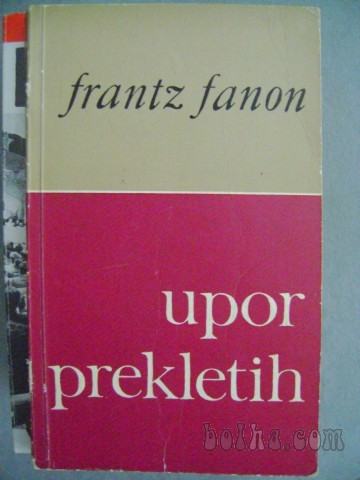 frantz fanon
upor
prekletih
bolha.com